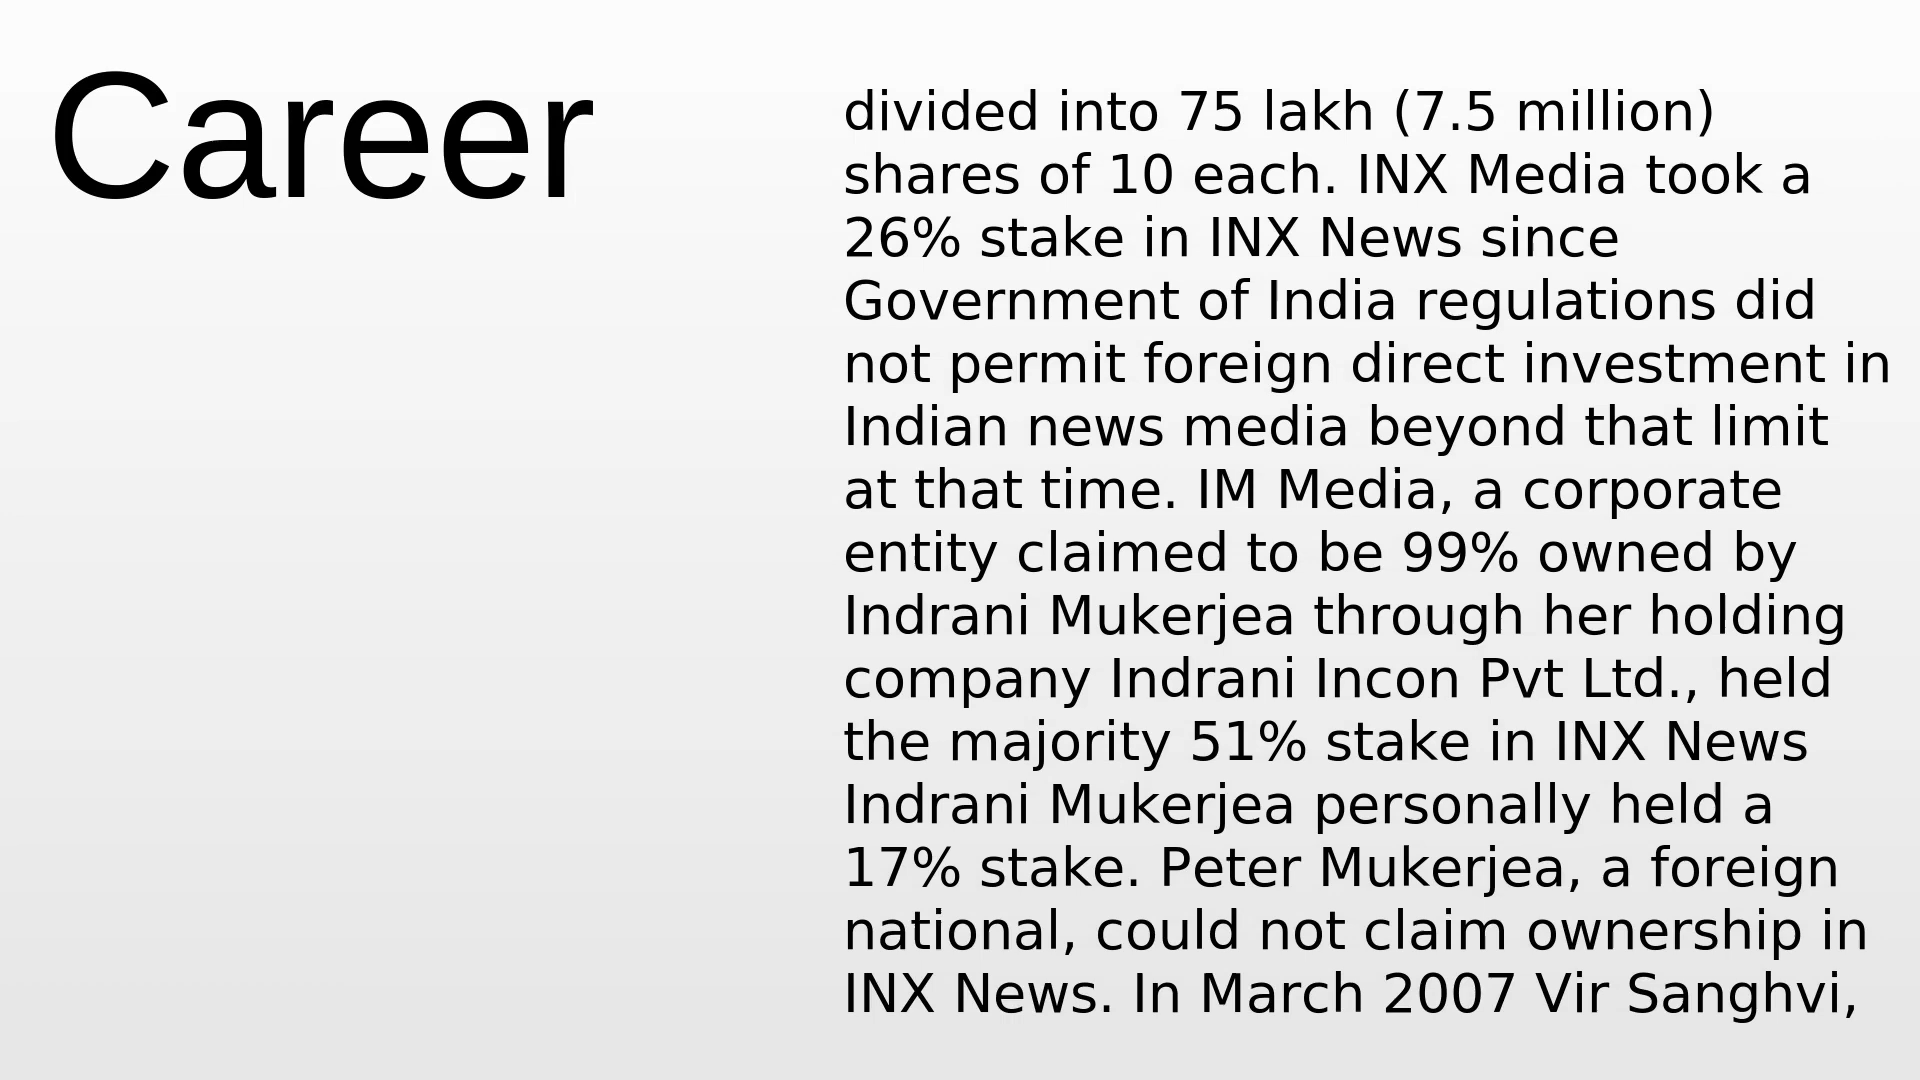 Career
divided into 75 lakh (7.5 million)
shares of 10 each. INX Media took a
26% stake in INX News since
Government of India regulations did
not permit foreign direct investment in
Indian news media beyond that limit
at that time. IM Media, a corporate
entity claimed to be 99% owned by
Indrani Mukerjea through her holding
company Indrani Incon Pvt Ltd., held
the majority 51% stake in INX News
Indrani Mukerjea personally held a
17% stake. Peter Mukerjea, a foreign
national, could not claim ownership in
INX News. In March 2007 Vir Sanghvi,